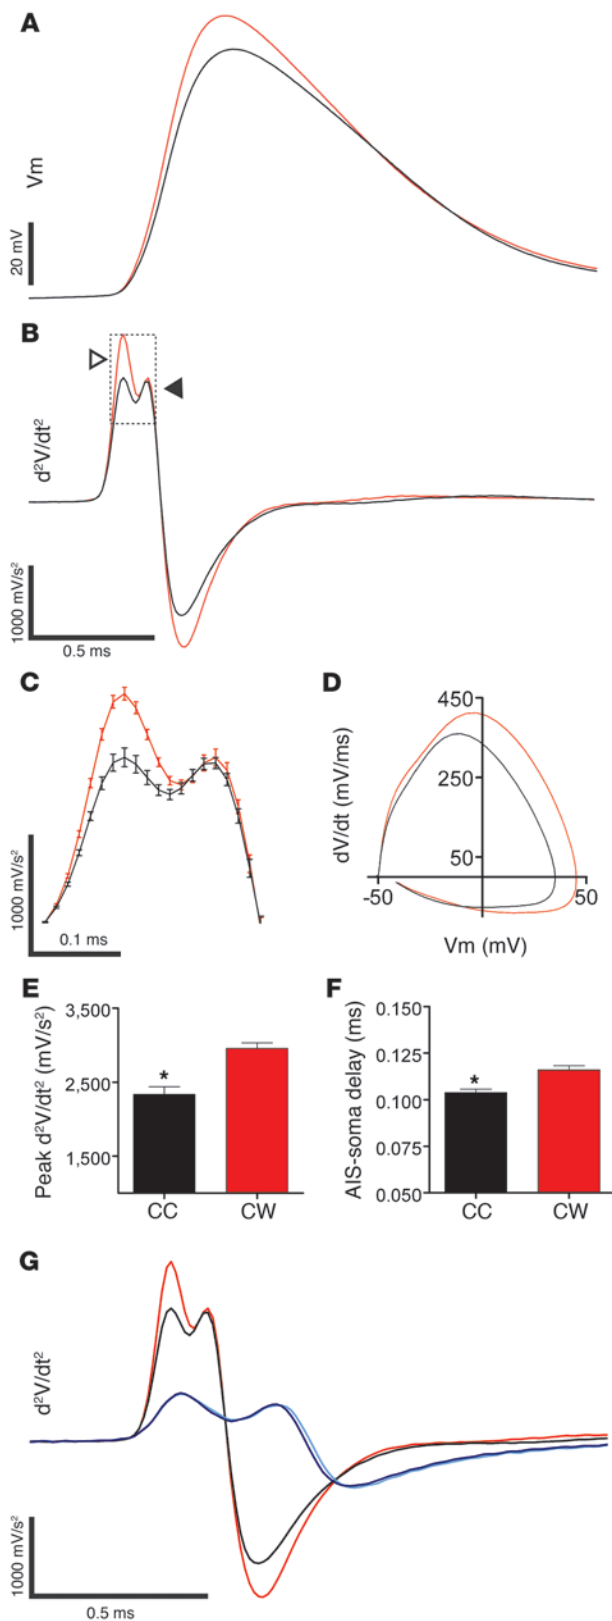 A
Vm
20 mV
B
d²V/dt²
1000 mV/s²
0.5 ms
C
1000 mV/s²
0.1 ms
D
dV/dt (mV/ms)
450
250
50
-50
50
Vm (mV)
E
Peak d²V/dt² (mV/s²)
3,500
2,500
1,500
*
CC
CW
F
AIS-soma delay (ms)
0.150
0.125
0.100
0.075
0.050
*
CC
CW
G
d²V/dt²
1000 mV/s²
0.5 ms